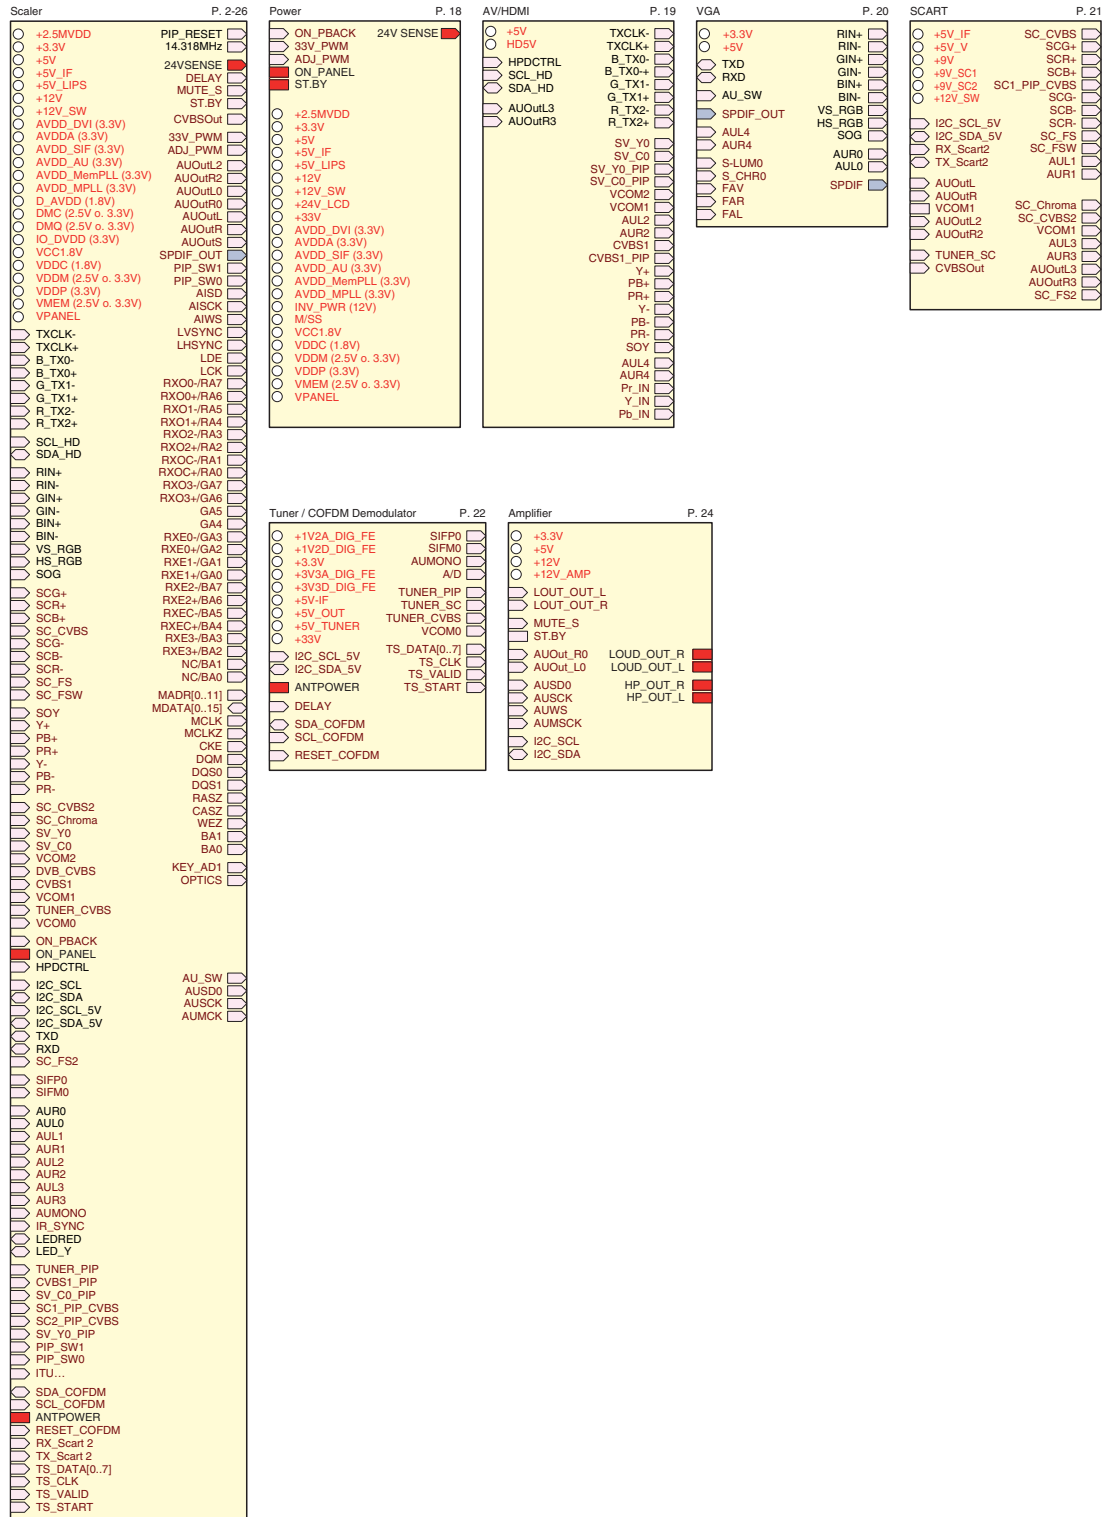 Scaler P. 2-26
+2.5MVDD
+3.3V
+5V
+5V_IF
+5V_LIPS
+12V
+12V_SW
AVDD_DVI (3.3V)
AVDDA (3.3V)
AVDD_SIF (3.3V)
AVDD_AU (3.3V)
AVDD_MemPLL (3.3V)
AVDD_MPLL (3.3V)
D_AVDD (1.8V)
DMC (2.5V o. 3.3V)
DMQ (2.5V o. 3.3V)
IO_DVDD (3.3V)
VCC1.8V
VDDC (1.8V)
VDDM (2.5V o. 3.3V)
VDDP (3.3V)
VMEM (2.5V o. 3.3V)
VPANEL
TXCLK-
TXCLK+
B_TX0-
B_TX0+
G_TX1-
G_TX1+
R_TX2-
R_TX2+
SCL_HD
SDA_HD
RIN+
RIN-
GIN+
GIN-
BIN+
BIN-
VS_RGB
HS_RGB
SOG
SCG+
SCR+
SCB+
SC_CVBS
SCG-
SCB-
SCR-
SC_FS
SC_FSW
SOY
Y+
PB+
PR+
Y-
PB-
PR-
SC_CVBS2
SC_Chroma
SV_Y0
SV_C0
VCOM2
DVB_CVBS
CVBS1
VCOM1
TUNER_CVBS
VCOM0
ON_PBACK
ON_PANEL
HPDCTRL
I2C_SCL
I2C_SDA
I2C_SCL_5V
I2C_SDA_5V
TXD
RXD
SC_FS2
SIFP0
SIFM0
AUR0
AUL0
AUL1
AUR1
AUL2
AUR2
AUL3
AUR3
AUMONO
IR_SYNC
LEDRED
LED_Y
TUNER_PIP
CVBS1_PIP
SV_C0_PIP
SC1_PIP_CVBS
SC2_PIP_CVBS
SV_Y0_PIP
PIP_SW1
PIP_SW0
ITU...
SDA_COFDM
SCL_COFDM
ANTPOWER
RESET_COFDM
RX_Scart 2
TX_Scart 2
TS_DATA[0..7]
TS_CLK
TS_VALID
TS_START
PIP_RESET
14.318MHz
24VSENSE
DELAY
MUTE_S
ST.BY
CVBSOut
33V_PWM
ADJ_PWM
AUOutL2
AUOutR2
AUOutL0
AUOutR0
AUOutL
AUOutR
AUOutS
SPDIF_OUT
PIP_SW1
PIP_SW0
AISD
AISCK
AIWS
LVSYNC
LHSYNC
LDE
LCK
RXO0-/RA7
RXO0+/RA6
RXO1-/RA5
RXO1+/RA4
RXO2-/RA3
RXO2+/RA2
RXOC-/RA1
RXOC+/RA0
RXO3-/GA7
RXO3+/GA6
GA5
GA4
RXE0-/GA3
RXE0+/GA2
RXE1-/GA1
RXE1+/GA0
RXE2-/BA7
RXE2+/BA6
RXEC-/BA5
RXEC+/BA4
RXE3-/BA3
RXE3+/BA2
NC/BA1
NC/BA0
MADR[0..11]
MDATA[0..15]
MCLK
MCLKZ
CKE
DQM
DQS0
DQS1
RASZ
CASZ
WEZ
BA1
BA0
KEY_AD1
OPTICS
AU_SW
AUSD0
AUSCK
AUMCK
Power P. 18
ON_PBACK
33V_PWM
ADJ_PWM
ON_PANEL
ST.BY
+2.5MVDD
+3.3V
+5V
+5V_IF
+5V_LIPS
+12V
+12V_SW
+24V_LCD
+33V
AVDD_DVI (3.3V)
AVDDA (3.3V)
AVDD_SIF (3.3V)
AVDD_AU (3.3V)
AVDD_MemPLL (3.3V)
AVDD_MPLL (3.3V)
INV_PWR (12V)
M/SS
VCC1.8V
VDDC (1.8V)
VDDM (2.5V o. 3.3V)
VDDP (3.3V)
VMEM (2.5V o. 3.3V)
VPANEL
24V SENSE
AV/HDMI P. 19
+5V
HD5V
HPDCTRL
SCL_HD
SDA_HD
AUOutL3
AUOutR3
TXCLK-
TXCLK+
B_TX0-
B_TX0-+
G_TX1-
G_TX1+
R_TX2-
R_TX2+
SV_Y0
SV_C0
SV_Y0_PIP
SV_C0_PIP
VCOM2
VCOM1
AUL2
AUR2
CVBS1
CVBS1_PIP
Y+
PB+
PR+
Y-
PB-
PR-
SOY
AUL4
AUR4
Pr_IN
Y_IN
Pb_IN
VGA P. 20
+3.3V
+5V
TXD
RXD
AU_SW
SPDIF_OUT
AUL4
AUR4
S-LUM0
S_CHR0
FAV
FAR
FAL
RIN+
RIN-
GIN+
GIN-
BIN+
BIN-
VS_RGB
HS_RGB
SOG
AUR0
AUL0
SPDIF
SCART P. 21
+5V_IF
+5V_V
+9V
+9V_SC1
+9V_SC2
+12V_SW
I2C_SCL_5V
I2C_SDA_5V
RX_Scart2
TX_Scart2
AUOutL
AUOutR
VCOM1
AUOutL2
AUOutR2
TUNER_SC
CVBSOut
SC_CVBS
SCG+
SCR+
SCB+
SC1_PIP_CVBS
SCG-
SCB-
SCR-
SC_FS
SC_FSW
AUL1
AUR1
SC_Chroma
SC_CVBS2
VCOM1
AUL3
AUR3
AUOutL3
AUOutR3
SC_FS2
Tuner / COFDM Demodulator P. 22
+1V2A_DIG_FE
+1V2D_DIG_FE
+3.3V
+3V3A_DIG_FE
+3V3D_DIG_FE
+5V-IF
+5V_OUT
+5V_TUNER
+33V
I2C_SCL_5V
I2C_SDA_5V
ANTPOWER
DELAY
SDA_COFDM
SCL_COFDM
RESET_COFDM
SIFP0
SIFM0
AUMONO
A/D
TUNER_PIP
TUNER_SC
TUNER_CVBS
VCOM0
TS_DATA[0..7]
TS_CLK
TS_VALID
TS_START
Amplifier P. 24
+3.3V
+5V
+12V
+12V_AMP
LOUT_OUT_L
LOUT_OUT_R
MUTE_S
ST.BY
AUOut_R0
AUOut_L0
AUSD0
AUSCK
AUWS
AUMSCK
I2C_SCL
I2C_SDA
LOUD_OUT_R
LOUD_OUT_L
HP_OUT_R
HP_OUT_L